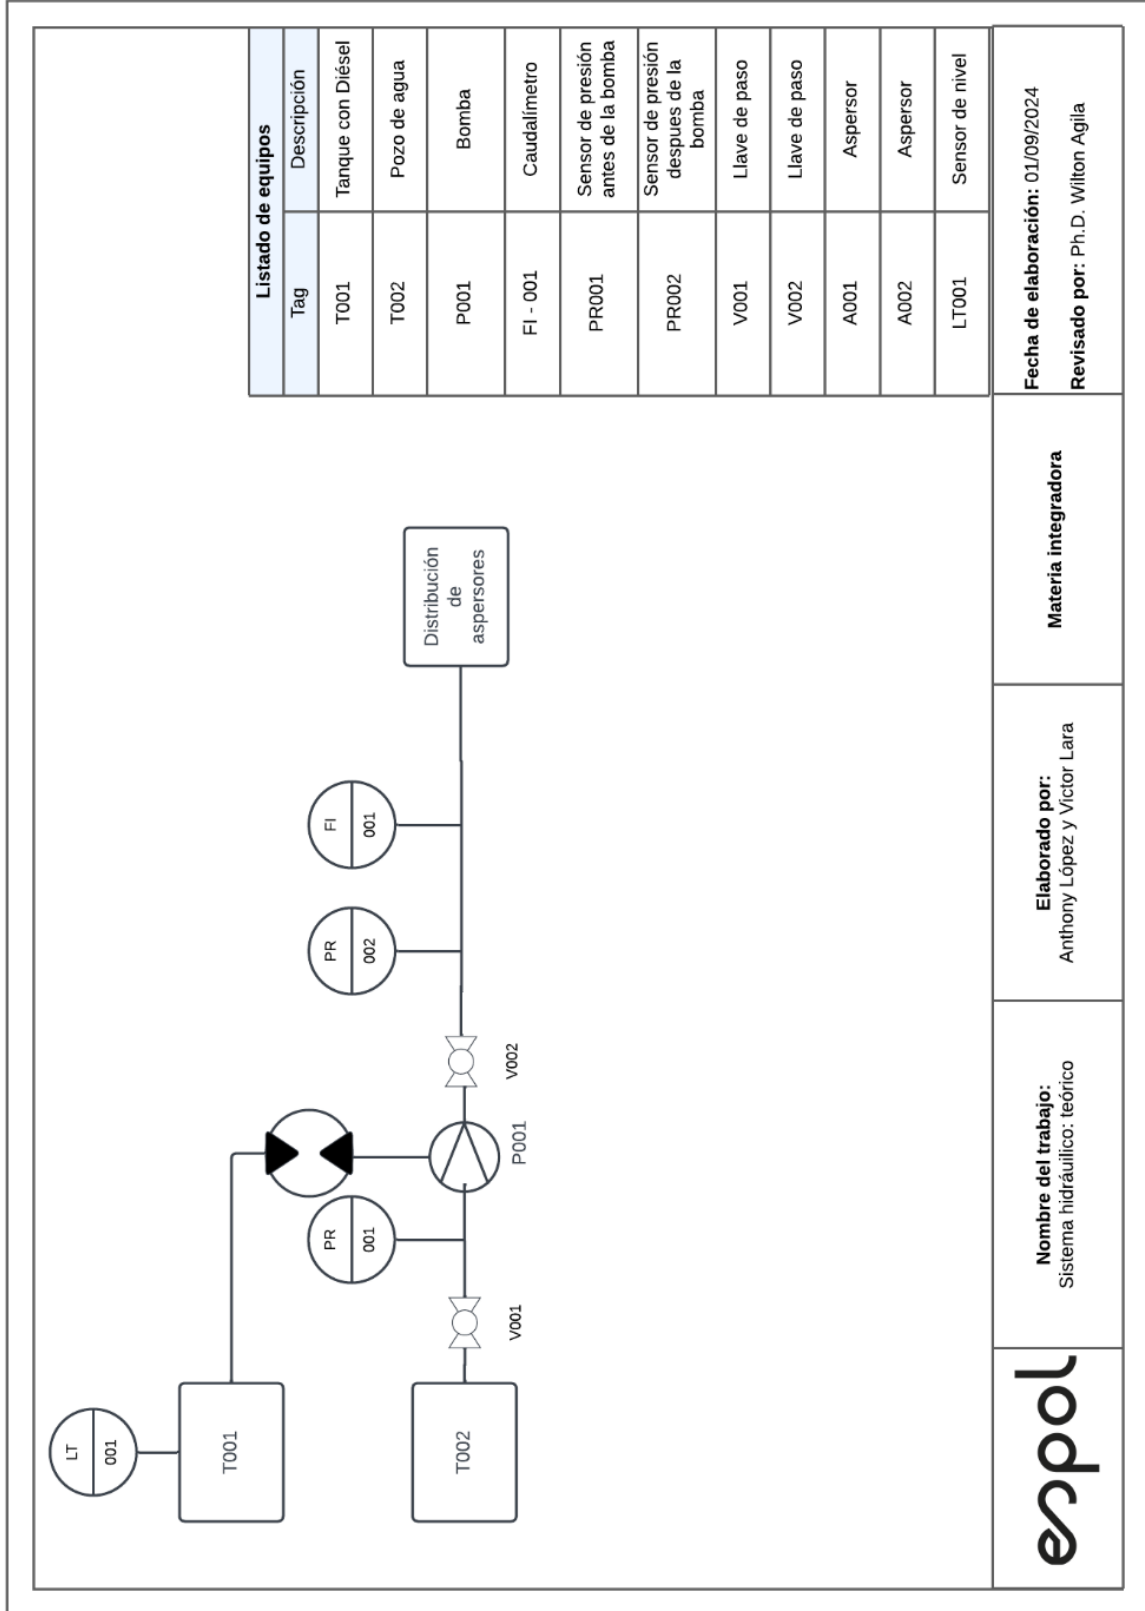 Listado de equipos
Tag Descripción
T001 Tanque con Diésel
T002 Pozo de agua
P001 Bomba
FI - 001 Caudalímetro
PR001 Sensor de presión
antes de la bomba
PR002 Sensor de presión
despues de la
bomba
V001 Llave de paso
V002 Llave de paso
A001 Aspersor
A002 Aspersor
LT001 Sensor de nivel
LT
001
T001
T002
V001
PR
001
P001
V002
PR
002
FI
001
Distribución
de
aspersores
espol
Nombre del trabajo:
Sistema hidráuilico: teórico
Elaborado por:
Anthony López y Victor Lara
Materia integradora
Fecha de elaboración: 01/09/2024
Revisado por: Ph.D. Wilton Agila